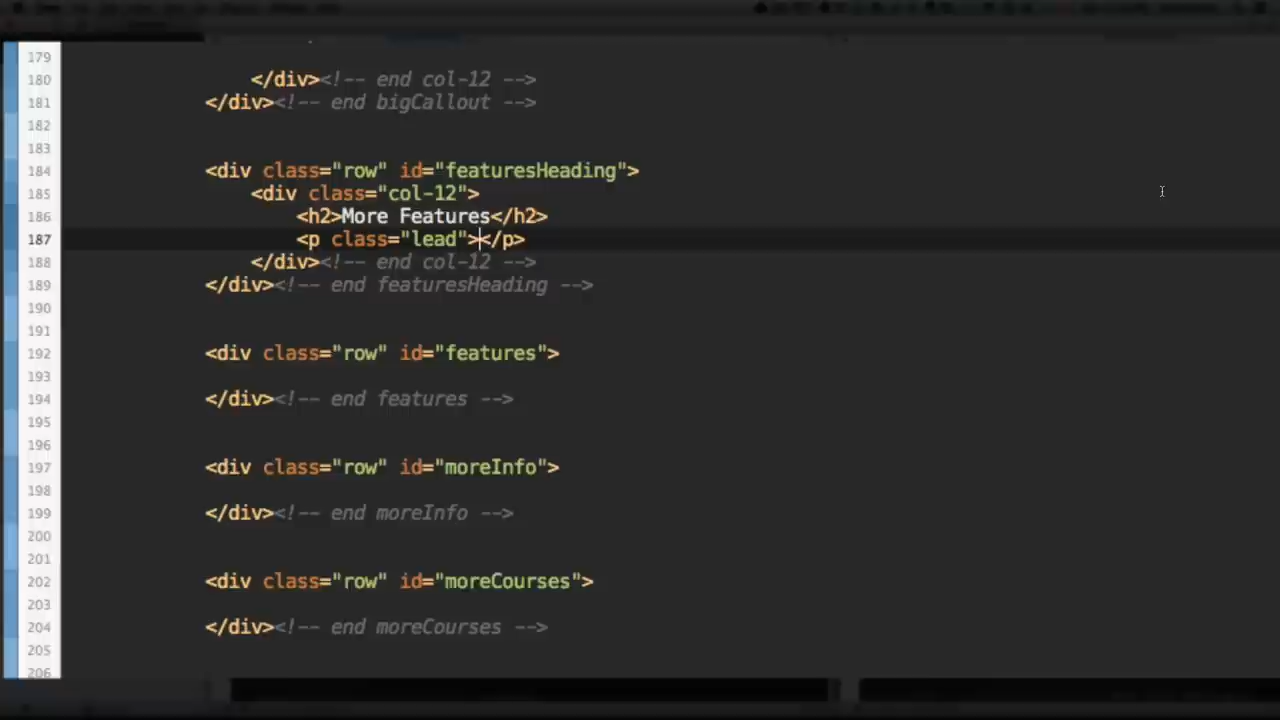 179
180 </div><!-- end col-12 -->
181 </div><!-- end bigCallout -->
182
183
184 <div class="row" id="featuresHeading">
185 <div class="col-12">
186 <h2>More Features</h2>
187 <p class="lead"></p>
188 </div><!-- end col-12 -->
189 </div><!-- end featuresHeading -->
190
191
192 <div class="row" id="features">
193
194 </div><!-- end features -->
195
196
197 <div class="row" id="moreInfo">
198
199 </div><!-- end moreInfo -->
200
201
202 <div class="row" id="moreCourses">
203
204 </div><!-- end moreCourses -->
205
206